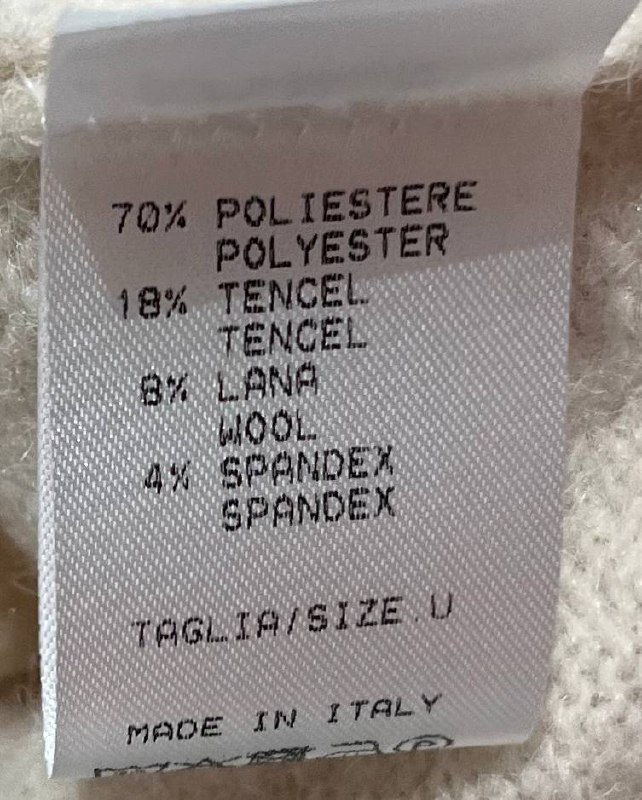 70% POLIESTERE
POLYESTER
18% TENCEL
TENCEL
8% LANA
WOOL
4% SPANDEX
SPANDEX
TAGLIA/SIZE.U
MADE IN ITALY